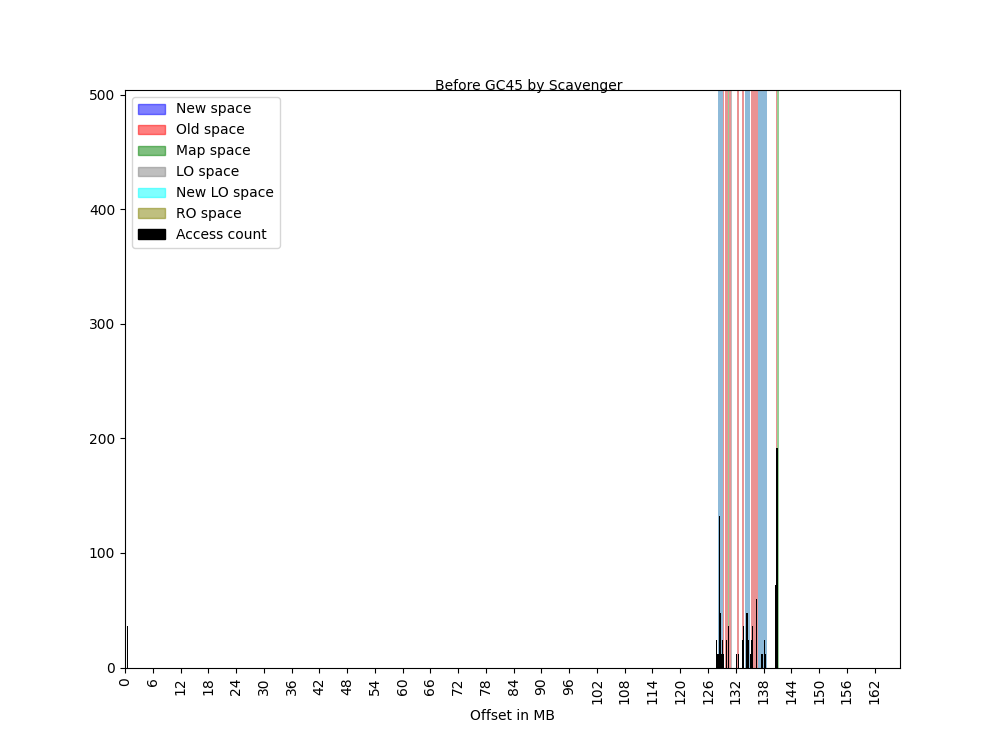 Before GC45 by Scavenger
500
400
300
200
100
0
New space
Old space
Map space
LO space
New LO space
RO space
Access count
0 6 12 18 24 30 36 42 48 54 60 66 72 78 84 90 96 102 108 114 120 126 132 138 144 150 156 162
Offset in MB